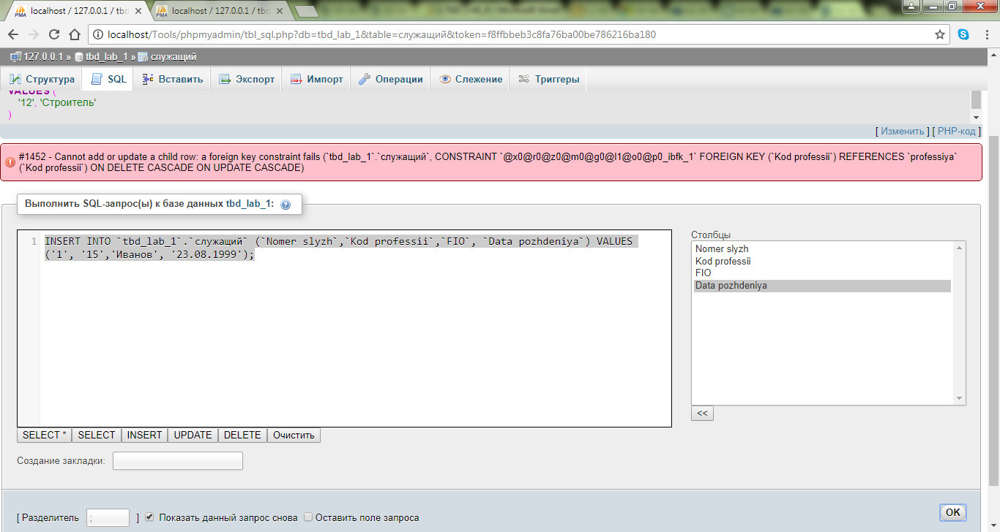 localhost / 127.0.0.1 / tbd
localhost / 127.0.0.1 / tbd
localhost/Tools/phpmyadmin/tbl_sql.php?db=tbd_lab_1&table=служащий&token=f8ffbbeb3c8fa76ba00be786216ba180
127.0.0.1 » tbd_lab_1 » служащий
Структура SQL Вставить Экспорт Импорт Операции Слежение Триггеры
VALUES (
'12', 'Строитель'
)
[ Изменить ] [ PHP-код ]
#1452 - Cannot add or update a child row: a foreign key constraint fails (`tbd_lab_1`.`служащий`, CONSTRAINT `@x0@r0@z0@m0@g0@l1@o0@p0_ibfk_1` FOREIGN KEY (`Kod professii`) REFERENCES `professiya`
(`Kod professii`) ON DELETE CASCADE ON UPDATE CASCADE)
Выполнить SQL-запрос(ы) к базе данных tbd_lab_1:
1 INSERT INTO `tbd_lab_1`.`служащий` (`Nomer slyzh`,`Kod professii`,`FIO`, `Data pozhdeniya`) VALUES
('1', '15','Иванов', '23.08.1999');
Столбцы
Nomer slyzh
Kod professii
FIO
Data pozhdeniya
<<
SELECT * SELECT INSERT UPDATE DELETE Очистить
Создание закладки:
[ Разделитель ; ] Показать данный запрос снова Оставить поле запроса
OK